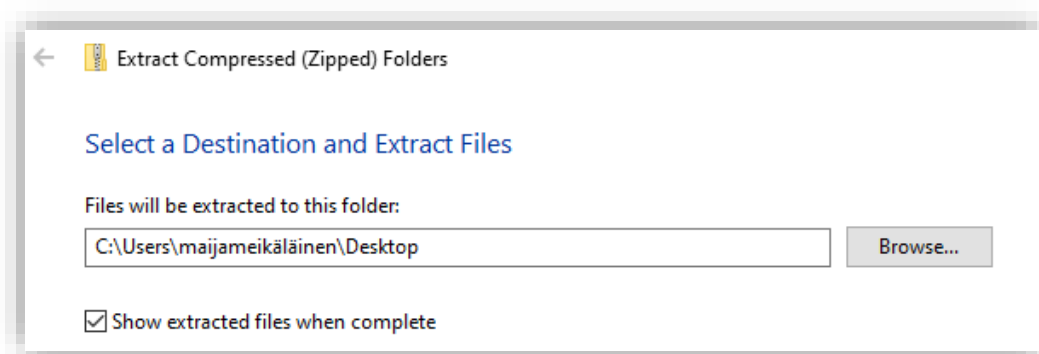 Extract Compressed (Zipped) Folders
Select a Destination and Extract Files
Files will be extracted to this folder:
C:\Users\maijameikäläinen\Desktop
Browse...
Show extracted files when complete